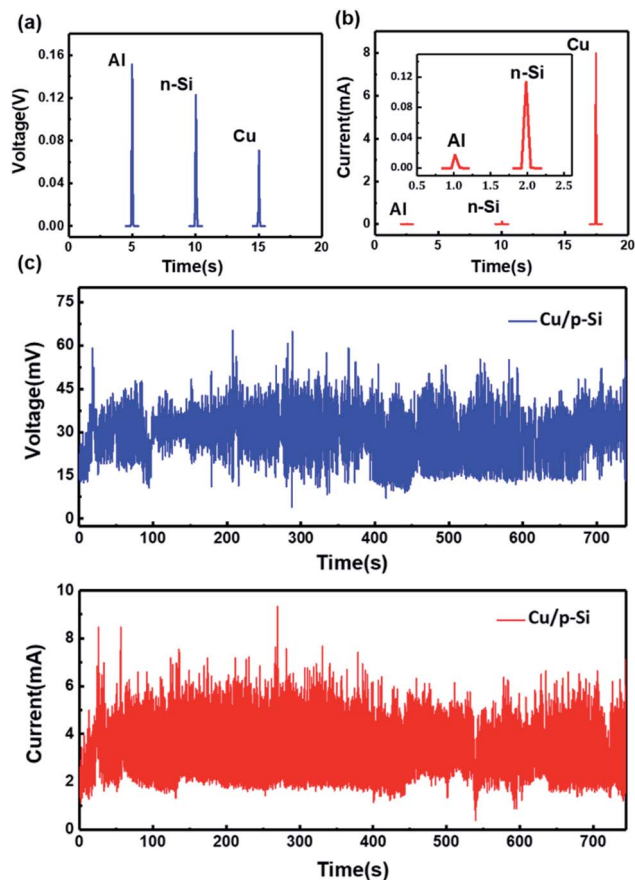 (a)
0.16
0.12
0.08
0.04
0.00
Voltage(V)
Al
n-Si
Cu
0 5 10 15 20
Time(s)
(b)
8
6
4
2
0
Current(mA)
Cu
0.12
0.08
0.04
0.00
n-Si
Al
0.5 1.0 1.5 2.0 2.5
Al
n-Si
0 5 10 15 20
Time(s)
(c)
75
60
45
30
15
0
Voltage(mV)
Cu/p-Si
0 100 200 300 400 500 600 700
Time(s)
10
8
6
4
2
0
Current(mA)
Cu/p-Si
0 100 200 300 400 500 600 700
Time(s)